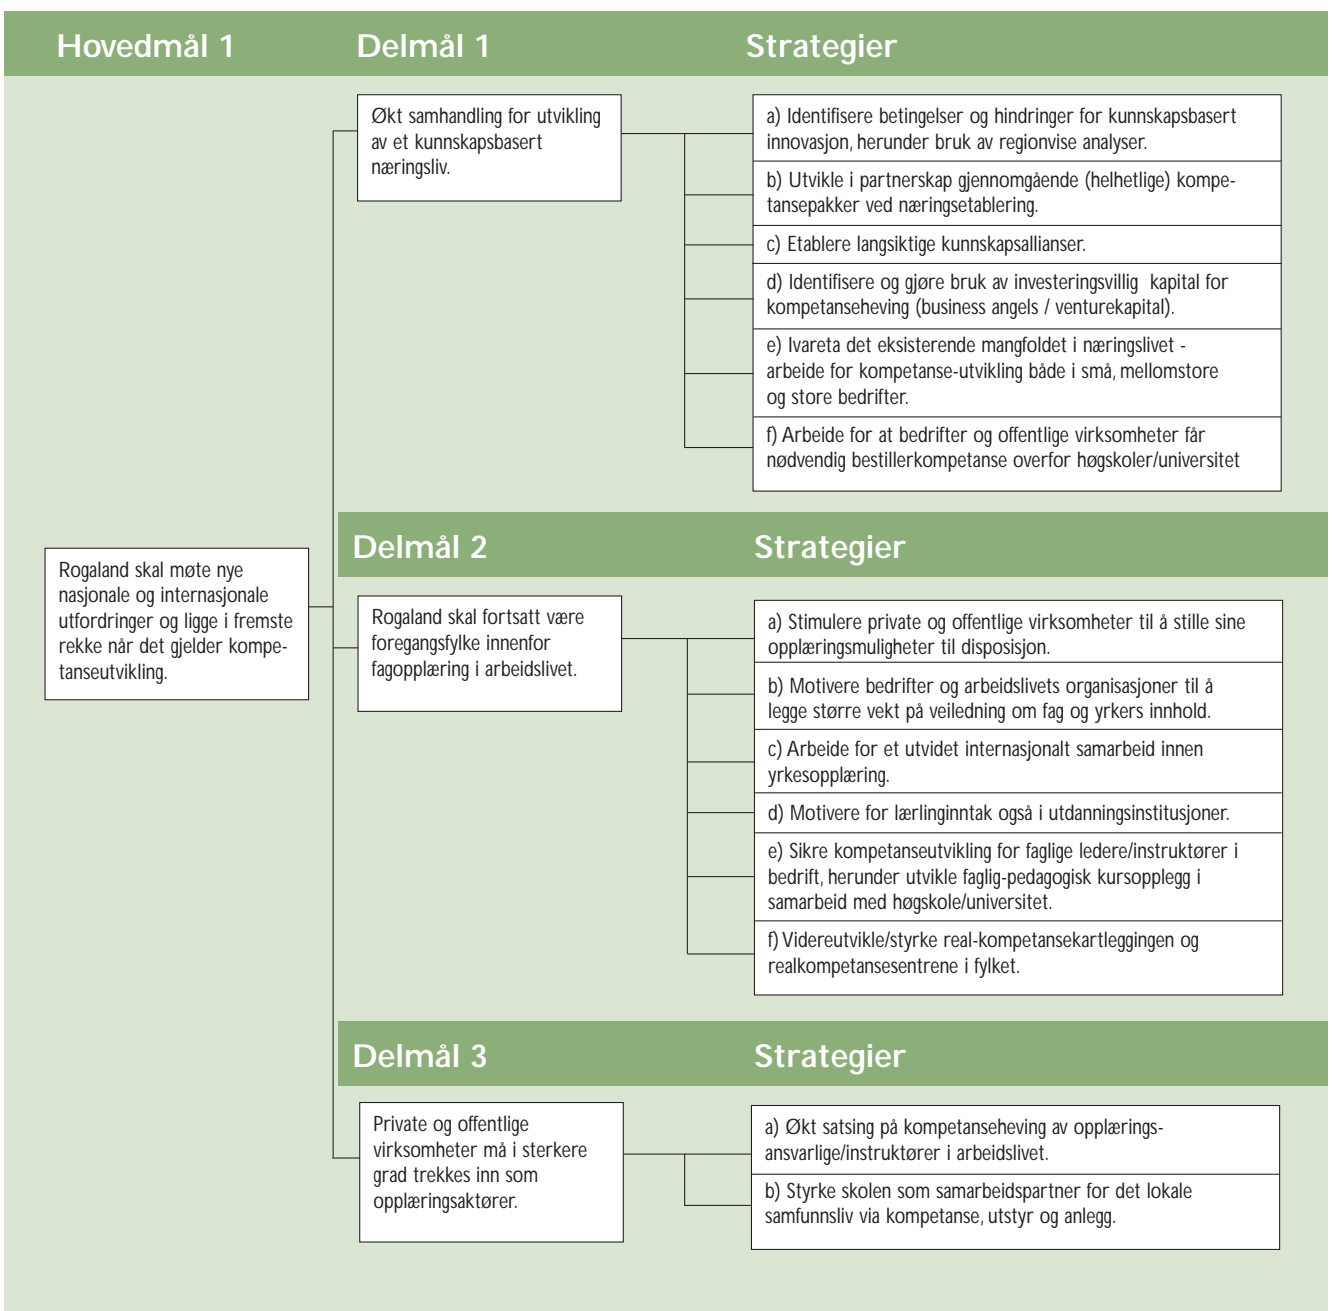 Hovedmål 1
Delmål 1
Strategier
Økt samhandling for utvikling
av et kunnskapsbasert
næringsliv.
a) Identifisere betingelser og hindringer for kunnskapsbasert
innovasjon, herunder bruk av regionvise analyser.
b) Utvikle i partnerskap gjennomgående (helhetlige) kompe-
tansepakker ved næringsetablering.
c) Etablere langsiktige kunnskapsallianser.
d) Identifisere og gjøre bruk av investeringsvillig  kapital for
kompetanseheving (business angels / venturekapital).
e) Ivareta det eksisterende mangfoldet i næringslivet -
arbeide for kompetanse-utvikling både i små, mellomstore
og store bedrifter.
f) Arbeide for at bedrifter og offentlige virksomheter får
nødvendig bestillerkompetanse overfor høgskoler/universitet
Rogaland skal møte nye
nasjonale og internasjonale
utfordringer og ligge i fremste
rekke når det gjelder kompe-
tanseutvikling.
Delmål 2
Strategier
Rogaland skal fortsatt være
foregangsfylke innenfor
fagopplæring i arbeidslivet.
a) Stimulere private og offentlige virksomheter til å stille sine
opplæringsmuligheter til disposisjon.
b) Motivere bedrifter og arbeidslivets organisasjoner til å
legge større vekt på veiledning om fag og yrkers innhold.
c) Arbeide for et utvidet internasjonalt samarbeid innen
yrkesopplæring.
d) Motivere for lærlinginntak også i utdanningsinstitusjoner.
e) Sikre kompetanseutvikling for faglige ledere/instruktører i
bedrift, herunder utvikle faglig-pedagogisk kursopplegg i
samarbeid med høgskole/universitet.
f) Videreutvikle/styrke real-kompetansekartleggingen og
realkompetansesentrene i fylket.
Delmål 3
Strategier
Private og offentlige
virksomheter må i sterkere
grad trekkes inn som
opplæringsaktører.
a) Økt satsing på kompetanseheving av opplærings-
ansvarlige/instruktører i arbeidslivet.
b) Styrke skolen som samarbeidspartner for det lokale
samfunnsliv via kompetanse, utstyr og anlegg.